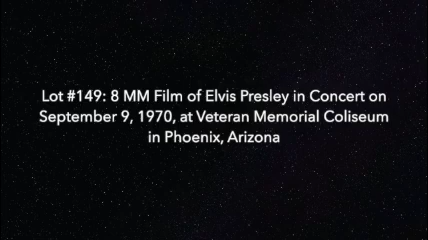 Lot #149: 8 MM Film of Elvis Presley in Concert on
September 9, 1970, at Veteran Memorial Coliseum
in Phoenix, Arizona